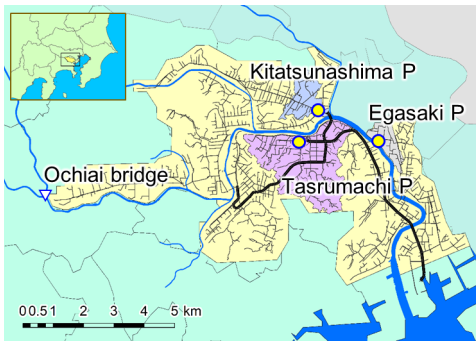 Kitatsunashima P
Egasaki P
Ochiai bridge
Tasrumachi P
0 0.5 1 2 3 4 5 km